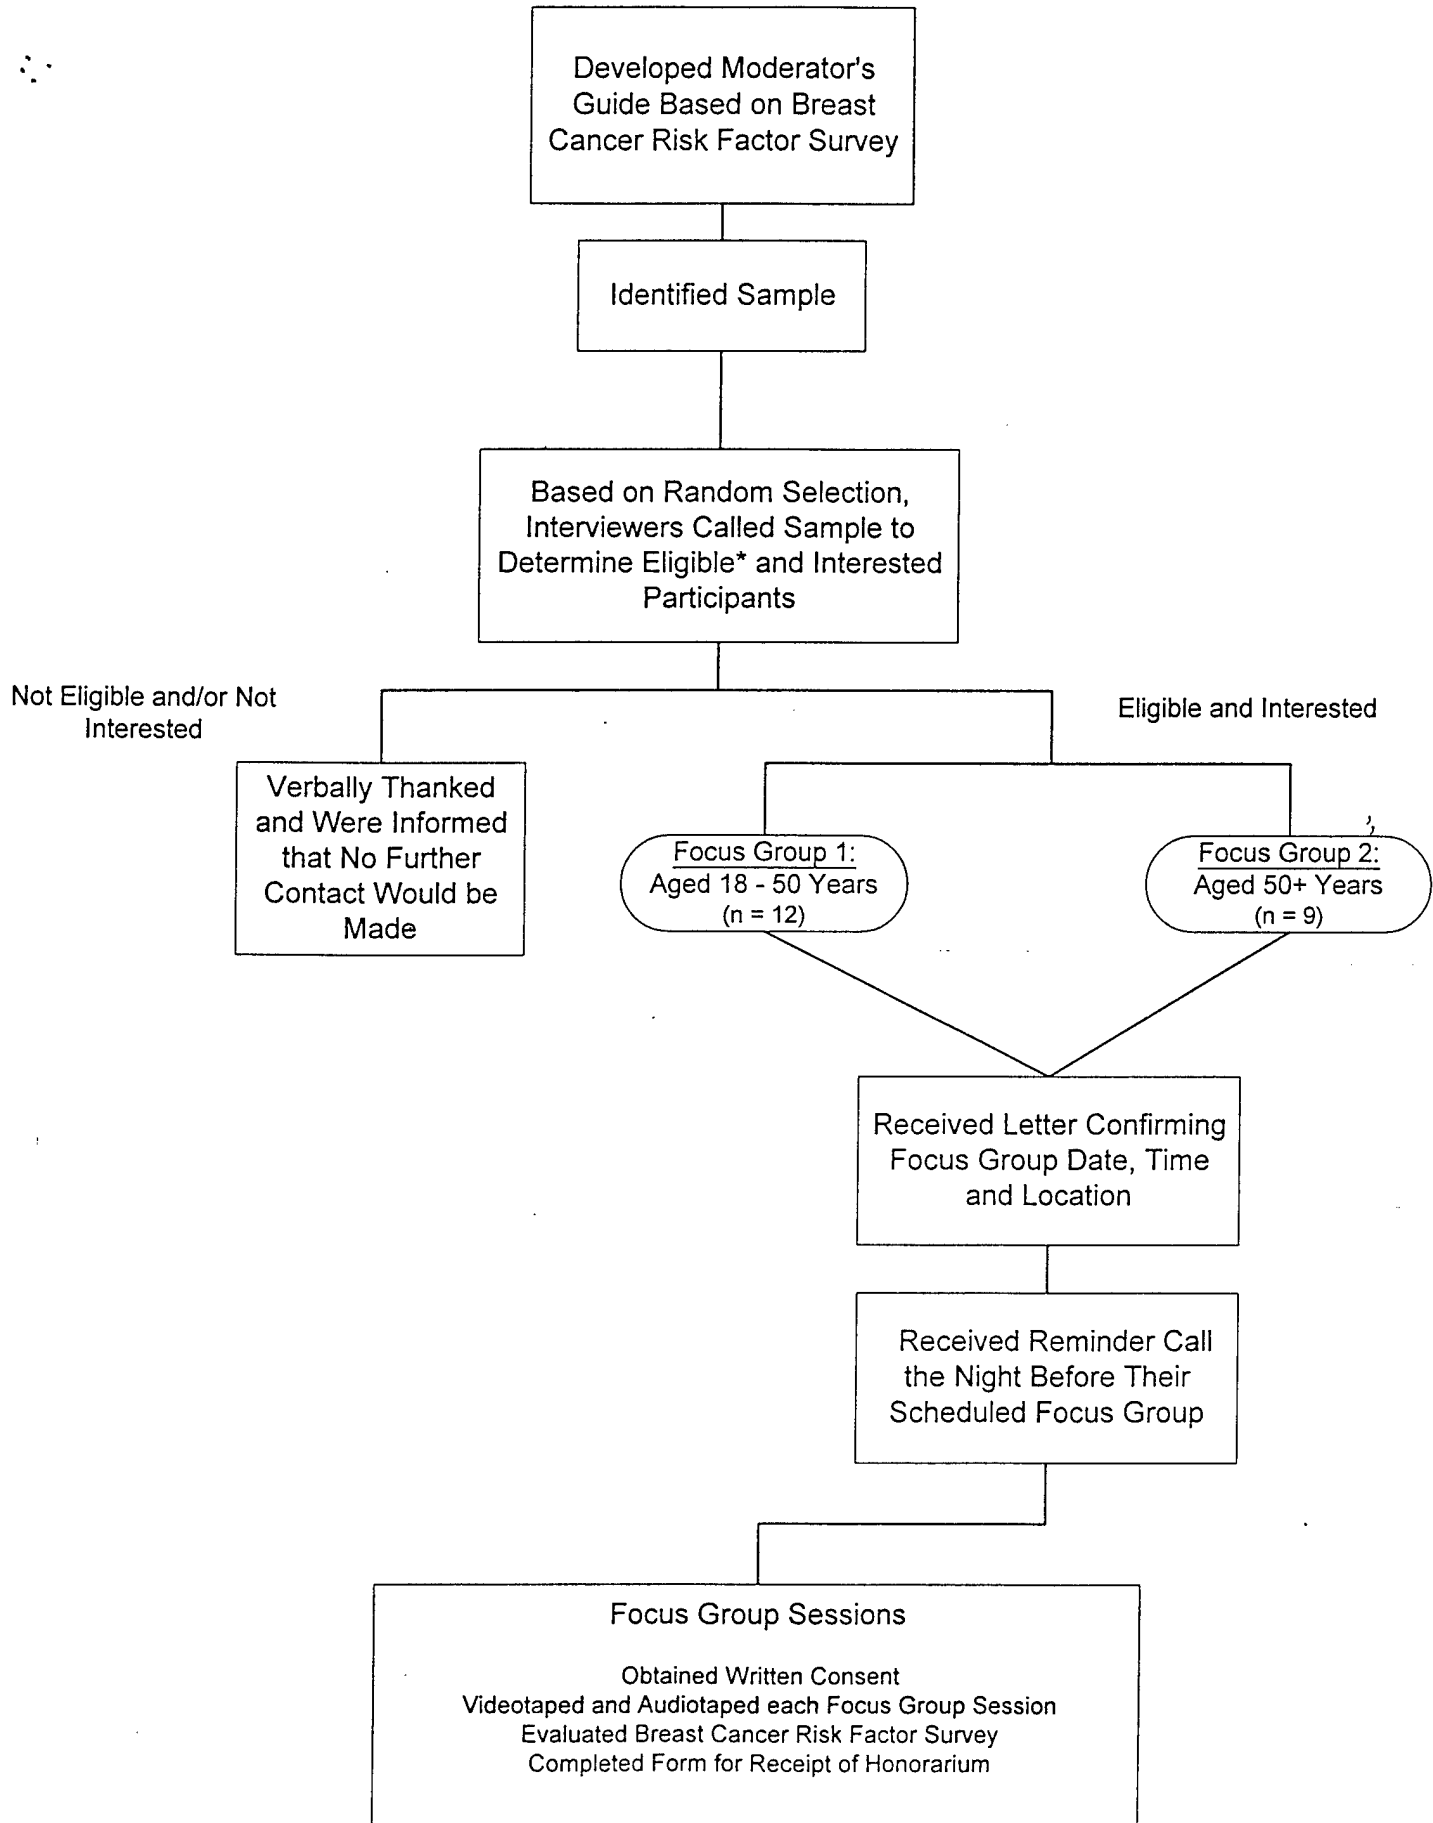 Developed Moderator's
Guide Based on Breast
Cancer Risk Factor Survey
Identified Sample
Based on Random Selection,
Interviewers Called Sample to
Determine Eligible* and Interested
Participants
Not Eligible and/or Not
Interested
Eligible and Interested
Verbally Thanked
and Were Informed
that No Further
Contact Would be
Made
Focus Group 1:
Aged 18 - 50 Years
(n = 12)
Focus Group 2:
Aged 50+ Years
(n = 9)
Received Letter Confirming
Focus Group Date, Time
and Location
Received Reminder Call
the Night Before Their
Scheduled Focus Group
Focus Group Sessions
Obtained Written Consent
Videotaped and Audiotaped each Focus Group Session
Evaluated Breast Cancer Risk Factor Survey
Completed Form for Receipt of Honorarium